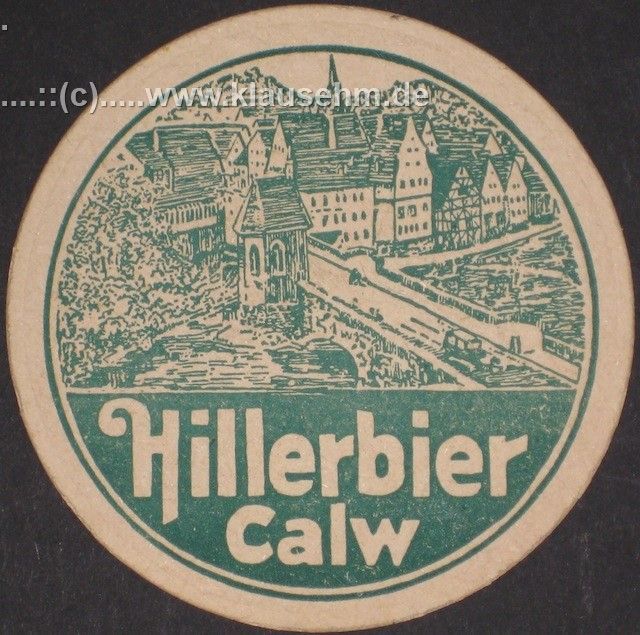 .
....::(c).....www.klausehm.de
Hillerbier
Calw